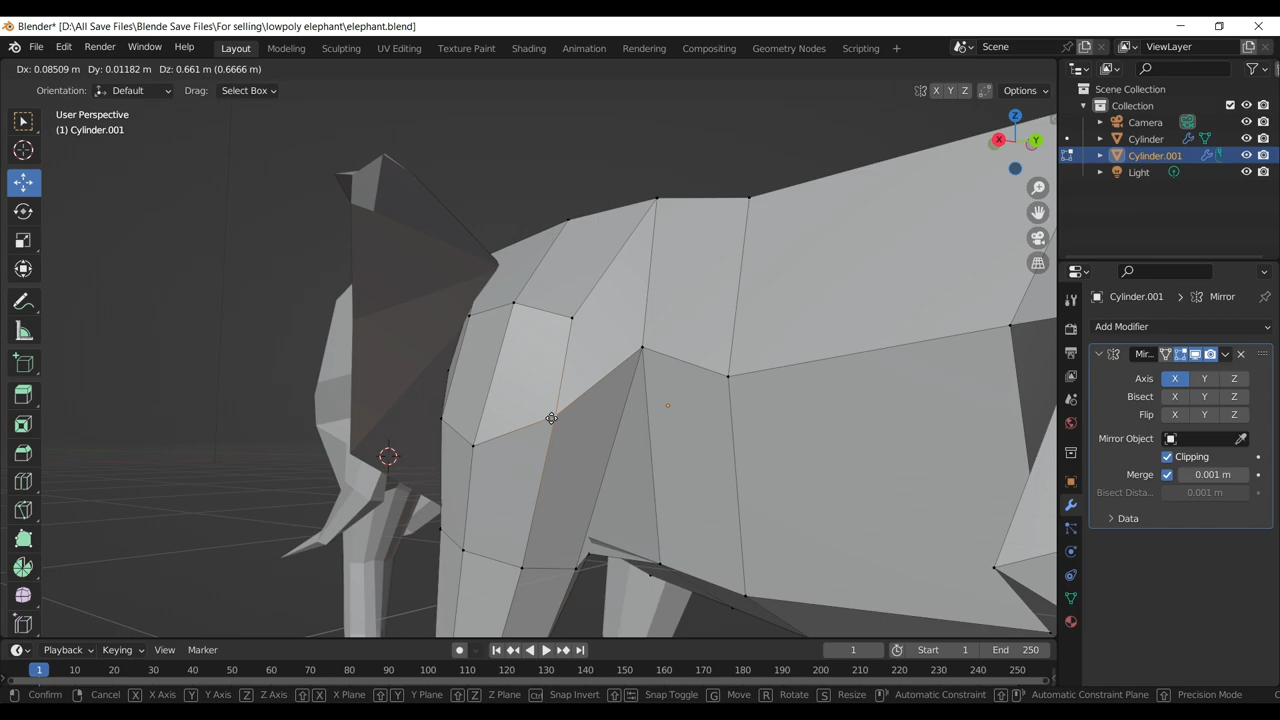 Blender* [D:\All Save Files\Blende Save Files\For selling\lowpoly elephant\elephant.blend]
File Edit Render Window Help Layout Modeling Sculpting UV Editing Texture Paint Shading Animation Rendering Compositing Geometry Nodes Scripting + Scene ViewLayer
Dx: 0.08509 m Dy: 0.01182 m Dz: 0.661 m (0.6666 m)
Orientation: Default Drag: Select Box X Y Z Options
User Perspective
(1) Cylinder.001
Z
X Y
Scene Collection
Collection
Camera
Cylinder
Cylinder.001
Light
Cylinder.001 > Mirror
Add Modifier
Mir...
Axis X Y Z
Bisect X Y Z
Flip X Y Z
Mirror Object
Clipping
Merge 0.001 m
Bisect Dista... 0.001 m
Data
Playback Keying View Marker 1 Start 1 End 250
1 10 20 30 40 50 60 70 80 90 100 110 120 130 140 150 160 170 180 190 200 210 220 230 240 250
Confirm Cancel X X Axis Y Y Axis Z Z Axis X X Plane Y Y Plane Z Z Plane Ctrl Snap Invert Snap Toggle G Move R Rotate S Resize Automatic Constraint Automatic Constraint Plane Precision Mode